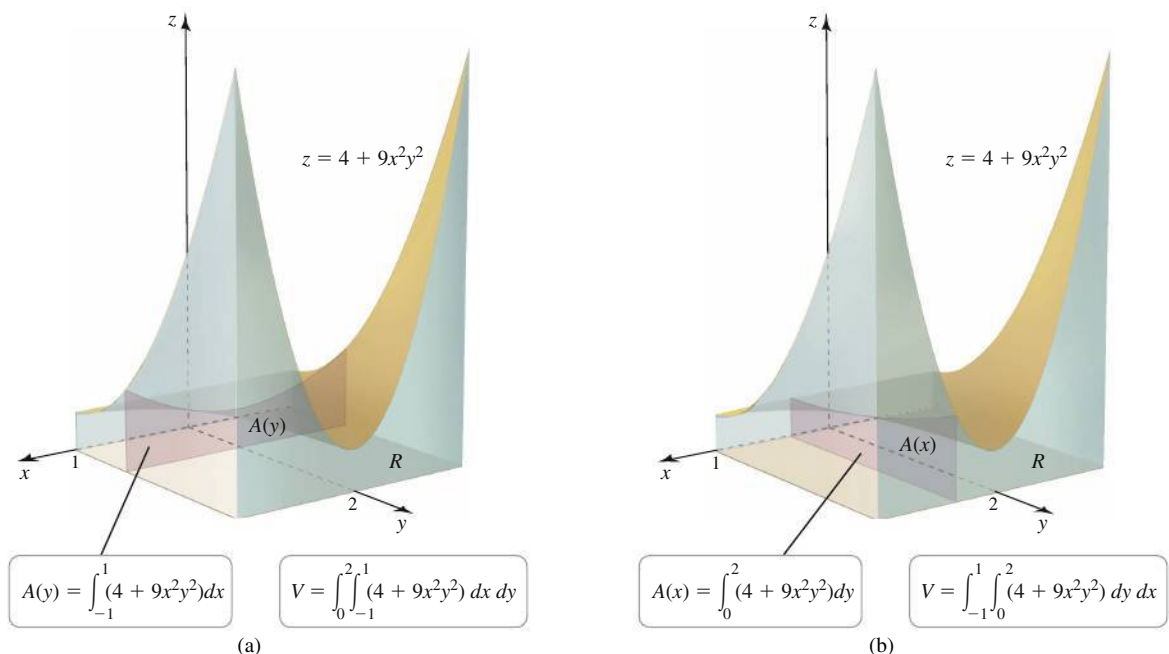 z
z = 4 + 9x²y²
A(y)
R
x
1
2
y
A(y) = ∫₋₁¹ (4 + 9x²y²)dx
V = ∫₀² ∫₋₁¹ (4 + 9x²y²) dx dy
(a)
z
z = 4 + 9x²y²
A(x)
R
x
1
2
y
A(x) = ∫₀² (4 + 9x²y²)dy
V = ∫₋₁¹ ∫₀² (4 + 9x²y²) dy dx
(b)